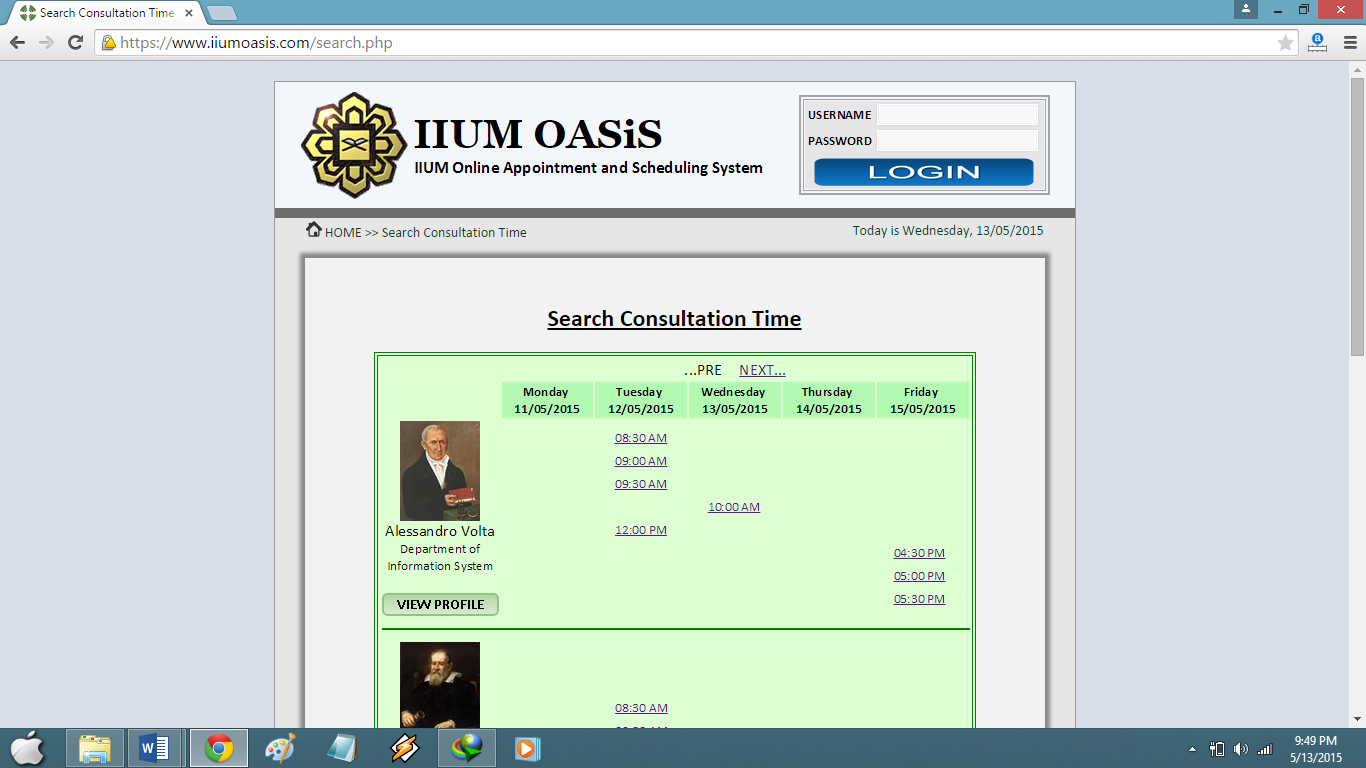 Search Consultation Time
https://www.iiumoasis.com/search.php
IIUM OASiS
IIUM Online Appointment and Scheduling System
USERNAME
PASSWORD
LOGIN
HOME >> Search Consultation Time
Today is Wednesday, 13/05/2015
Search Consultation Time
...PRE NEXT...
Monday Tuesday Wednesday Thursday Friday
11/05/2015 12/05/2015 13/05/2015 14/05/2015 15/05/2015
08:30 AM
09:00 AM
09:30 AM
10:00 AM
12:00 PM
04:30 PM
05:00 PM
05:30 PM
Alessandro Volta
Department of
Information System
VIEW PROFILE
08:30 AM
9:49 PM
5/13/2015